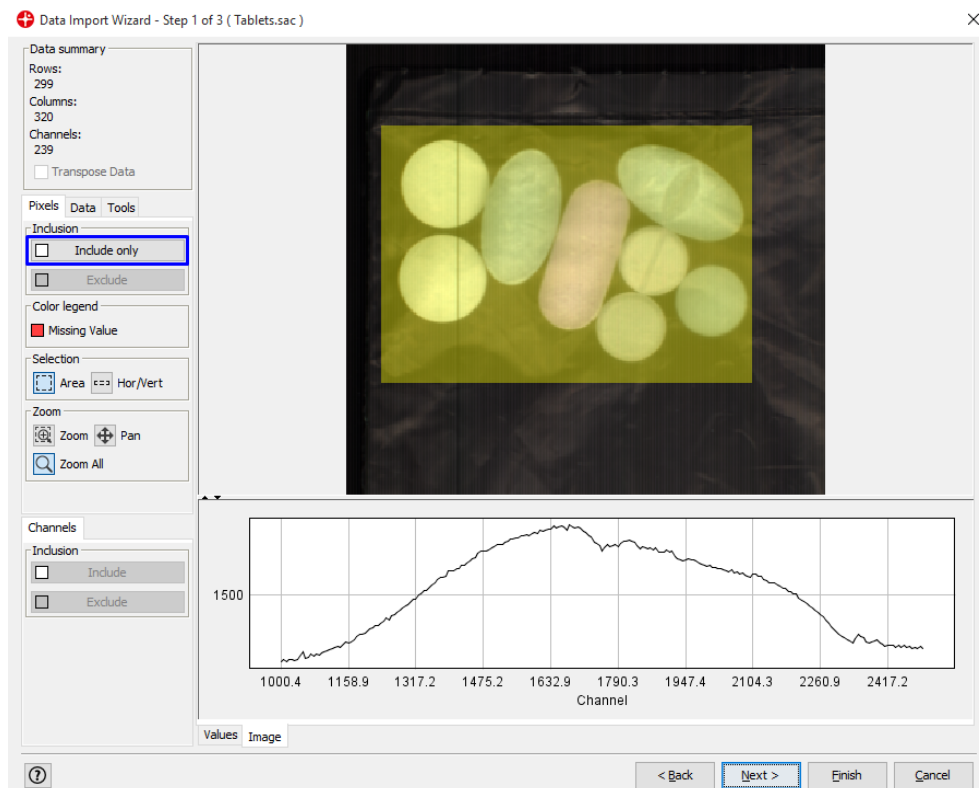 Data Import Wizard - Step 1 of 3 ( Tablets.sac )
Data summary
Rows:
299
Columns:
320
Channels:
239
Transpose Data
Pixels Data Tools
Inclusion
Include only
Exclude
Color legend
Missing Value
Selection
Area Hor/Vert
Zoom
Zoom Pan
Zoom All
Channels
Inclusion
Include
Exclude
1500
1000.4 1158.9 1317.2 1475.2 1632.9 1790.3 1947.4 2104.3 2260.9 2417.2
Channel
Values Image
< Back Next > Finish Cancel